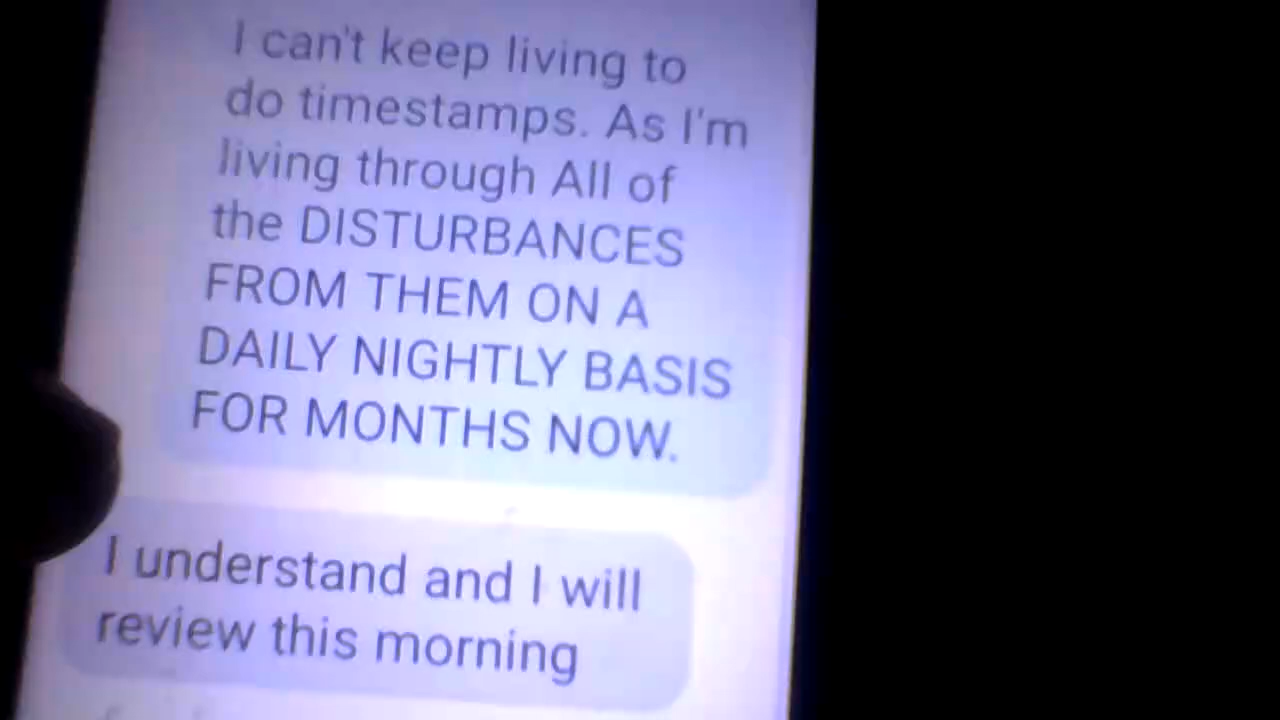 I can't keep living to
do timestamps. As I'm
living through All of
the DISTURBANCES
FROM THEM ON A
DAILY NIGHTLY BASIS
FOR MONTHS NOW.
I understand and I will
review this morning